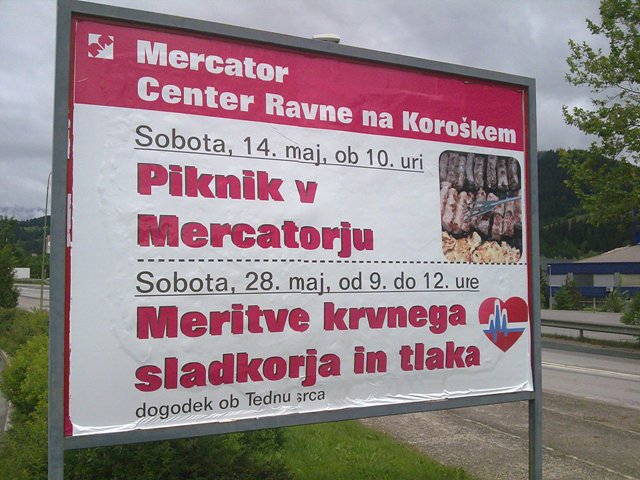 Mercator
Center Ravne na Koroškem
Sobota, 14. maj, ob 10. uri
Piknik v
Mercatorju
Sobota, 28. maj, od 9. do 12. ure
Meritve krvnega
sladkorja in tlaka
dogodek ob Tednu srca